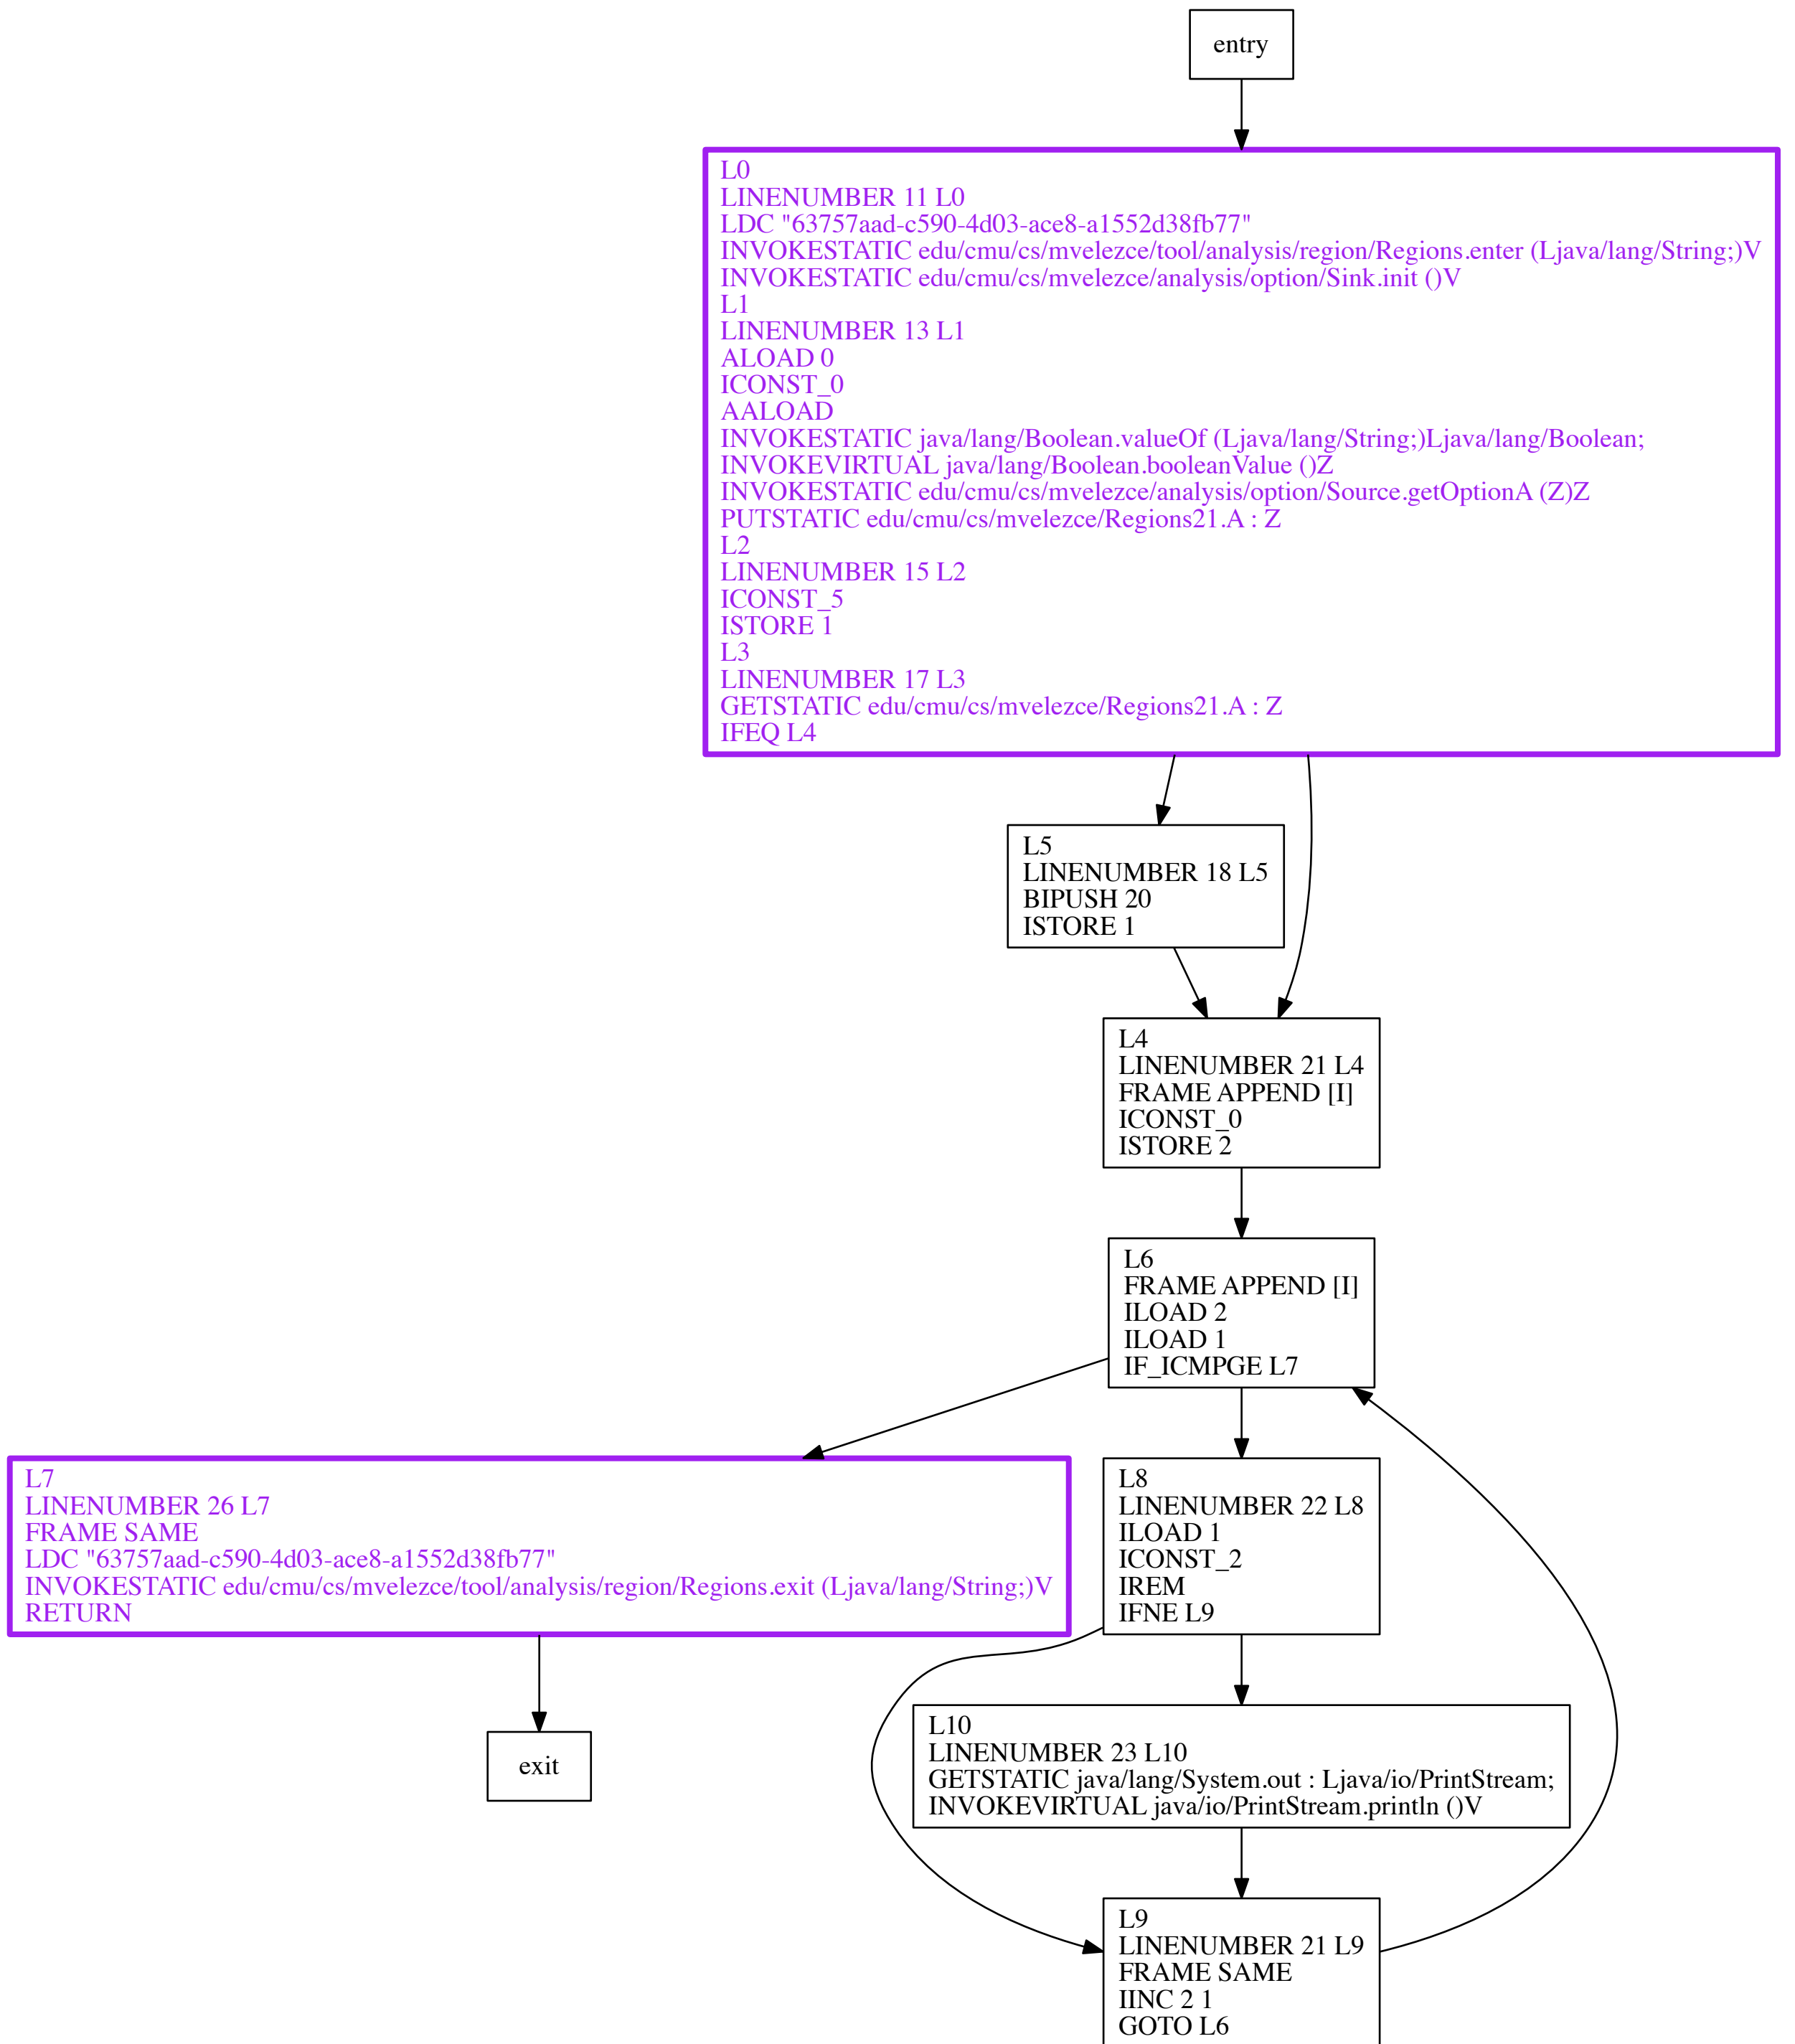 entry
L0
LINENUMBER 11 L0
LDC "63757aad-c590-4d03-ace8-a1552d38fb77"
INVOKESTATIC edu/cmu/cs/mvelezce/tool/analysis/region/Regions.enter (Ljava/lang/String;)V
INVOKESTATIC edu/cmu/cs/mvelezce/analysis/option/Sink.init ()V
L1
LINENUMBER 13 L1
ALOAD 0
ICONST_0
AALOAD
INVOKESTATIC java/lang/Boolean.valueOf (Ljava/lang/String;)Ljava/lang/Boolean;
INVOKEVIRTUAL java/lang/Boolean.booleanValue ()Z
INVOKESTATIC edu/cmu/cs/mvelezce/analysis/option/Source.getOptionA (Z)Z
PUTSTATIC edu/cmu/cs/mvelezce/Regions21.A : Z
L2
LINENUMBER 15 L2
ICONST_5
ISTORE 1
L3
LINENUMBER 17 L3
GETSTATIC edu/cmu/cs/mvelezce/Regions21.A : Z
IFEQ L4
L5
LINENUMBER 18 L5
BIPUSH 20
ISTORE 1
L4
LINENUMBER 21 L4
FRAME APPEND [I]
ICONST_0
ISTORE 2
L6
FRAME APPEND [I]
ILOAD 2
ILOAD 1
IF_ICMPGE L7
L7
LINENUMBER 26 L7
FRAME SAME
LDC "63757aad-c590-4d03-ace8-a1552d38fb77"
INVOKESTATIC edu/cmu/cs/mvelezce/tool/analysis/region/Regions.exit (Ljava/lang/String;)V
RETURN
L8
LINENUMBER 22 L8
ILOAD 1
ICONST_2
IREM
IFNE L9
exit
L10
LINENUMBER 23 L10
GETSTATIC java/lang/System.out : Ljava/io/PrintStream;
INVOKEVIRTUAL java/io/PrintStream.println ()V
L9
LINENUMBER 21 L9
FRAME SAME
IINC 2 1
GOTO L6